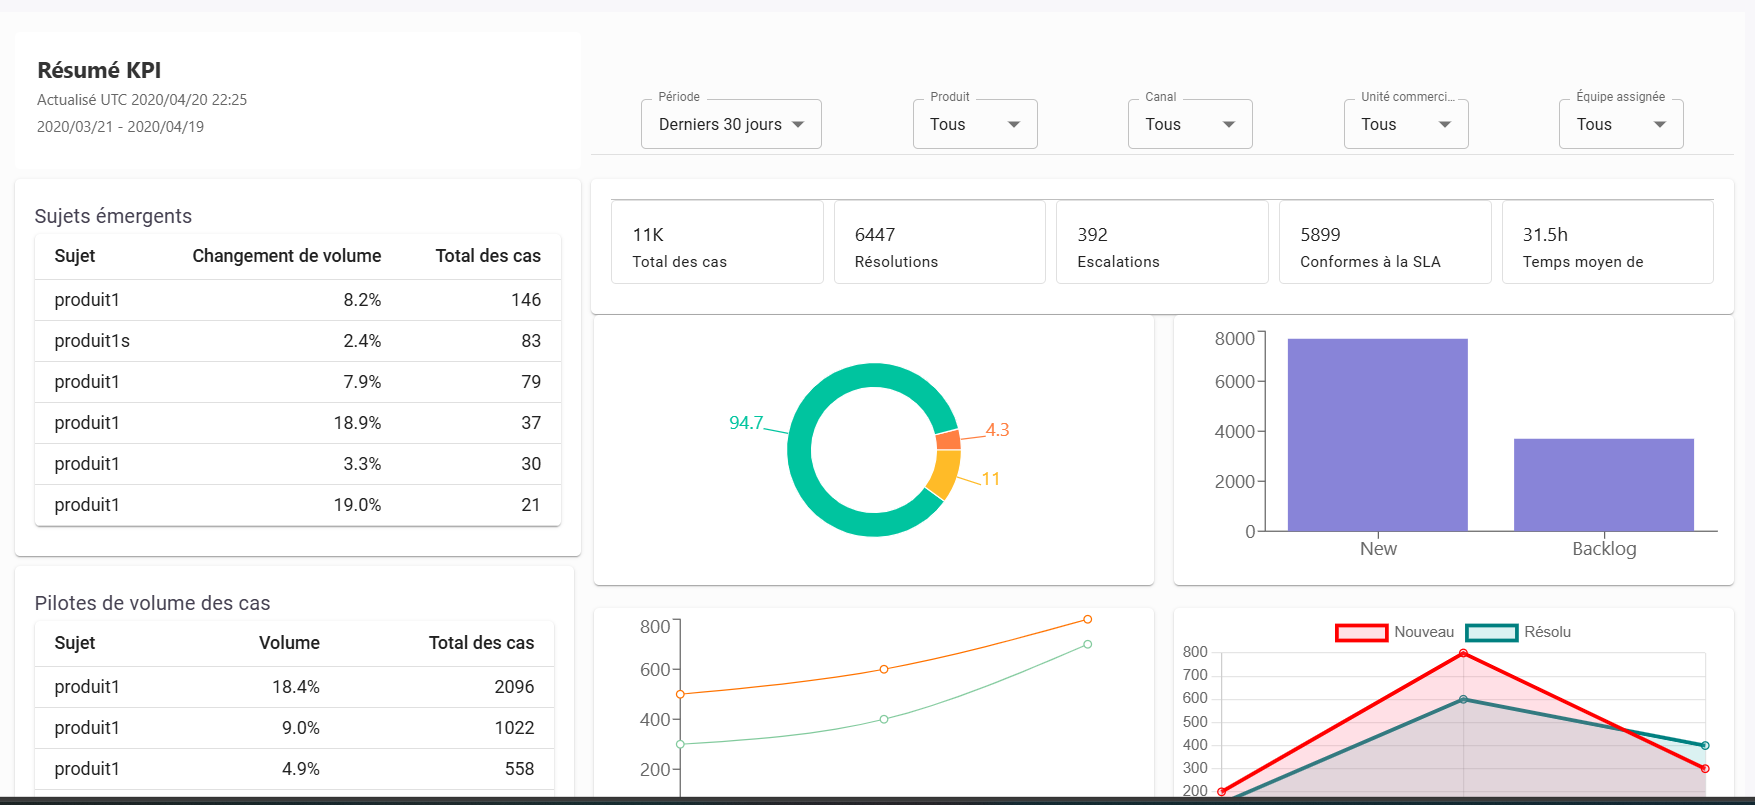 Résumé KPI
Actualisé UTC 2020/04/20 22:25
2020/03/21 - 2020/04/19
Période
Derniers 30 jours
Produit
Tous
Canal
Tous
Unité commerci...
Tous
Équipe assignée
Tous
Sujets émergents
Sujet Changement de volume Total des cas
produit1 8.2% 146
produit1s 2.4% 83
produit1 7.9% 79
produit1 18.9% 37
produit1 3.3% 30
produit1 19.0% 21
Pilotes de volume des cas
Sujet Volume Total des cas
produit1 18.4% 2096
produit1 9.0% 1022
produit1 4.9% 558
11K
Total des cas
6447
Résolutions
392
Escalations
5899
Conformes à la SLA
31.5h
Temps moyen de
94.7
4.3
11
8000
6000
4000
2000
0
New Backlog
800
600
400
200
Nouveau Résolu
800
700
600
500
400
300
200